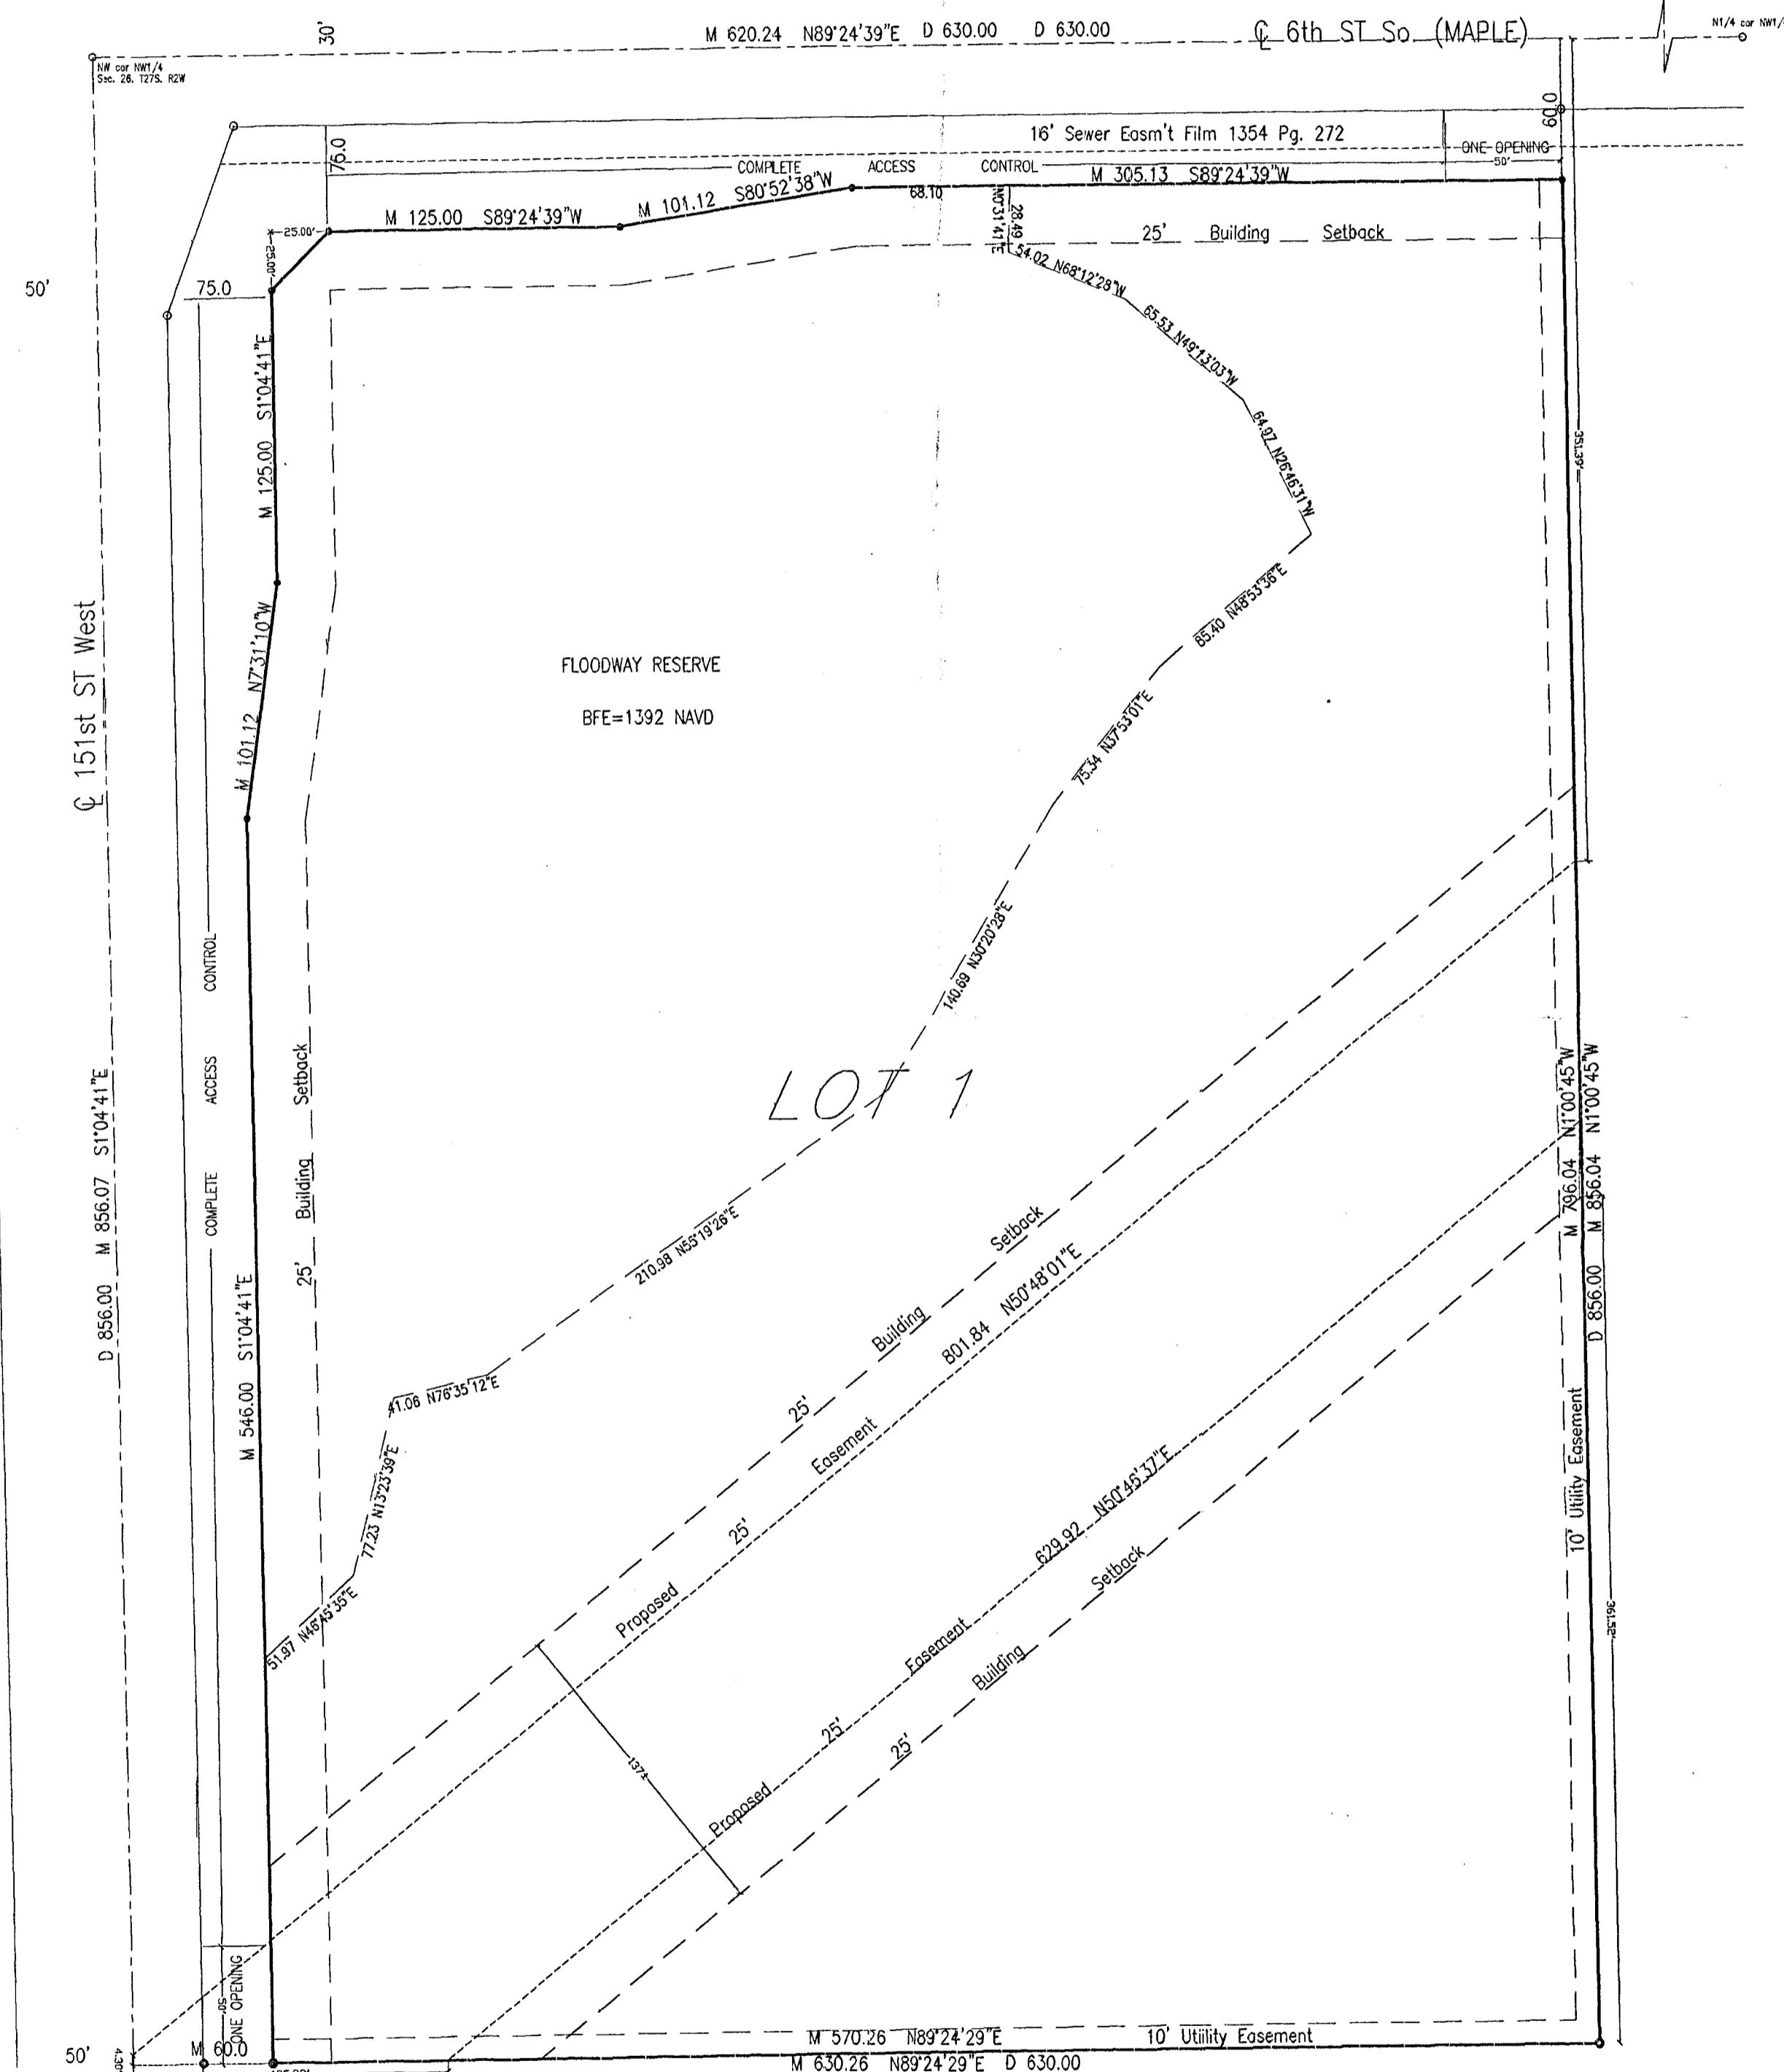 30'
M 620.24 N89°24'39"E D 630.00 D 630.00
℄ 6th ST So. (MAPLE)
NW cor NW1/4
Sec. 26, T27S, R2W
60.0
76.0
16' Sewer Easm't Film 1354 Pg. 272
ONE OPENING
50'
COMPLETE ACCESS CONTROL
M 305.13 S89°24'39"W
M 125.00 S89°24'39"W
M 101.12 S80°52'38"W
68.10
N0°31'41"E
28.49
25.00'
25.00'
25' Building Setback
54.02 N68°12'28"W
50'
75.0
65.53 N49°13'03"W
M 125.00 S1°04'41"E
64.97 N26°46'31"W
351.39'
85.40 N48°53'36"E
℄ 151st ST West
M 101.12 N7°31'10"W
FLOODWAY RESERVE
BFE=1392 NAVD
75.34 N37°53'01"E
140.69 N30°20'28"E
COMPLETE ACCESS CONTROL
25' Building Setback
LOT 1
D 856.00 M 856.07 S1°04'41"E
M 796.04 N1°00'45"W
D 856.00 M 856.04 N1°00'45"W
210.98 N55°19'26"E
M 546.00 S1°04'41"E
25' Building Setback
801.84 N50°48'01"E
41.06 N76°35'12"E
Proposed 25' Easement
10' Utility Easement
77.23 N13°23'39"E
629.92 N50°46'37"E
51.97 N46°45'35"E
Proposed 25' Easement
25' Building Setback
361.52'
137±
ONE OPENING
50'
50'
4.30'
M 60.0
M 570.26 N89°24'29"E
10' Utiility Easement
M 630.26 N89°24'29"E D 630.00